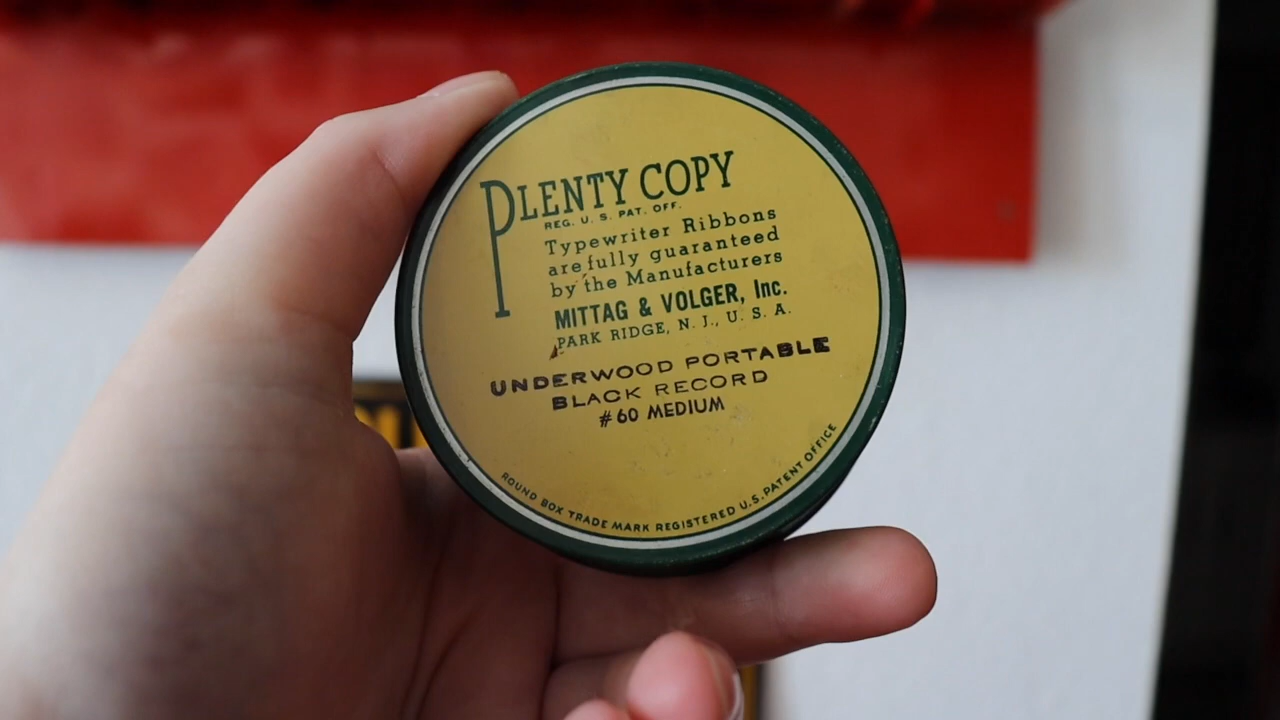 PLENTY COPY
REG. U. S. PAT. OFF.
Typewriter Ribbons
are fully guaranteed
by the Manufacturers
MITTAG & VOLGER, Inc.
PARK RIDGE, N. J., U. S. A.
UNDERWOOD PORTABLE
BLACK RECORD
#60 MEDIUM
ROUND BOX TRADE MARK REGISTERED U.S. PATENT OFFICE